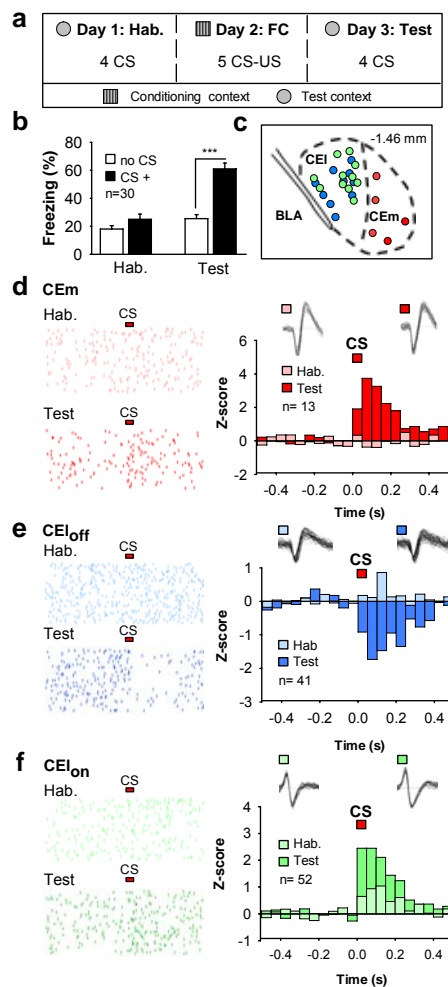 a
Day 1: Hab.
Day 2: FC
Day 3: Test
4 CS
5 CS-US
4 CS
Conditioning context
Test context
b
Freezing (%)
80
60
40
20
0
no CS
CS +
n=30
***
Hab.
Test
c
-1.46 mm
CEl
BLA
CEm
d
CEm
Hab.
CS
Test
CS
CS
Hab.
Test
n= 13
Z-score
6
4
2
0
-2
-0.4 -0.2 0.0 0.2 0.4
Time (s)
e
CEloff
Hab.
CS
Test
CS
CS
Hab
Test
n= 41
Z-score
1
0
-1
-2
-3
-0.4 -0.2 0.0 0.2 0.4
Time (s)
f
CElon
Hab.
CS
Test
CS
CS
Hab.
Test
n= 52
Z-score
4
3
2
1
0
-1
-0.4 -0.2 0.0 0.2 0.4
Time (s)